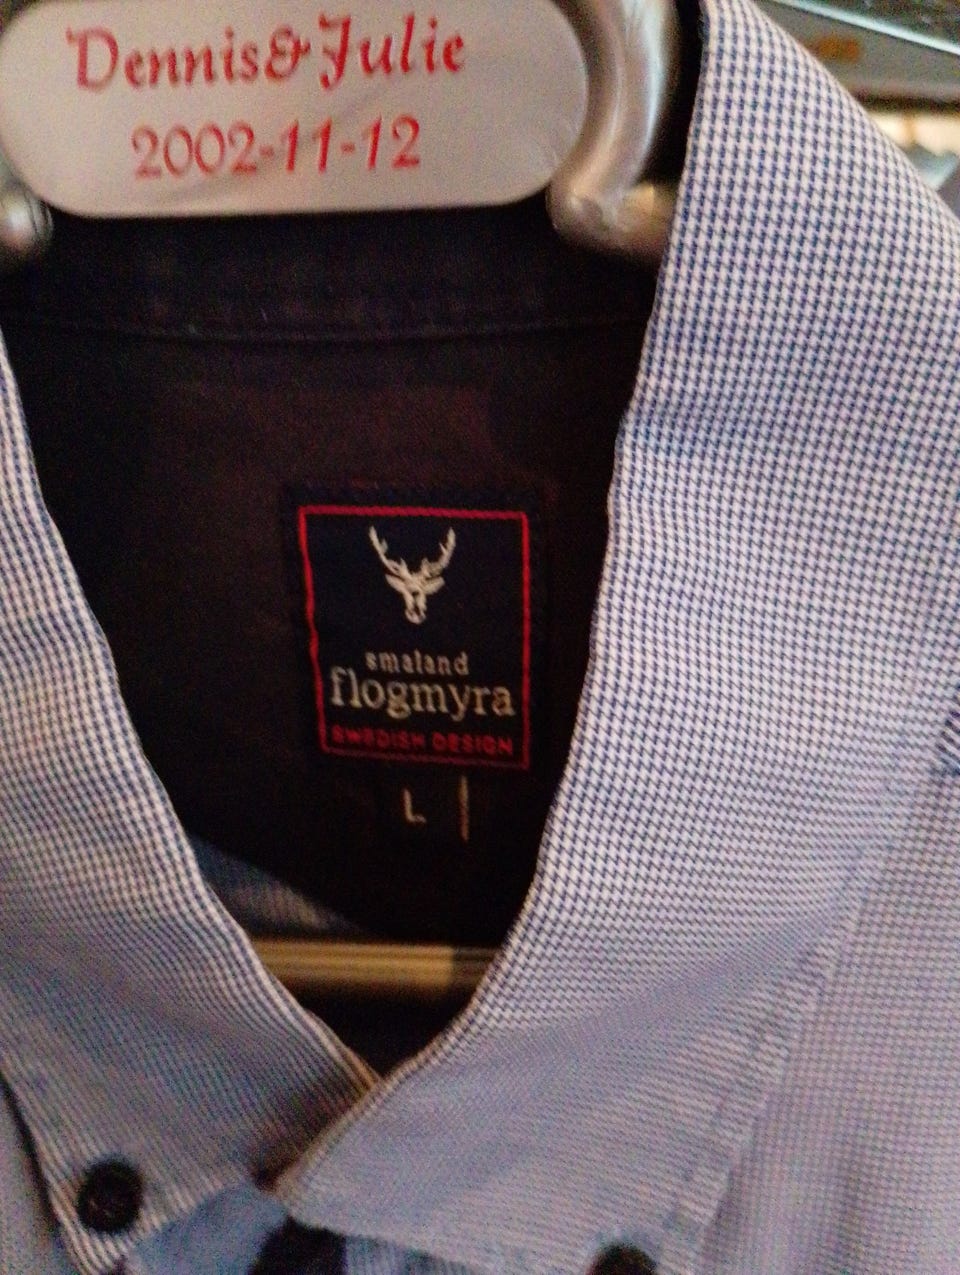 Dennis&Julie
2002-11-12
smaland
flogmyra
SWEDISH DESIGN
L